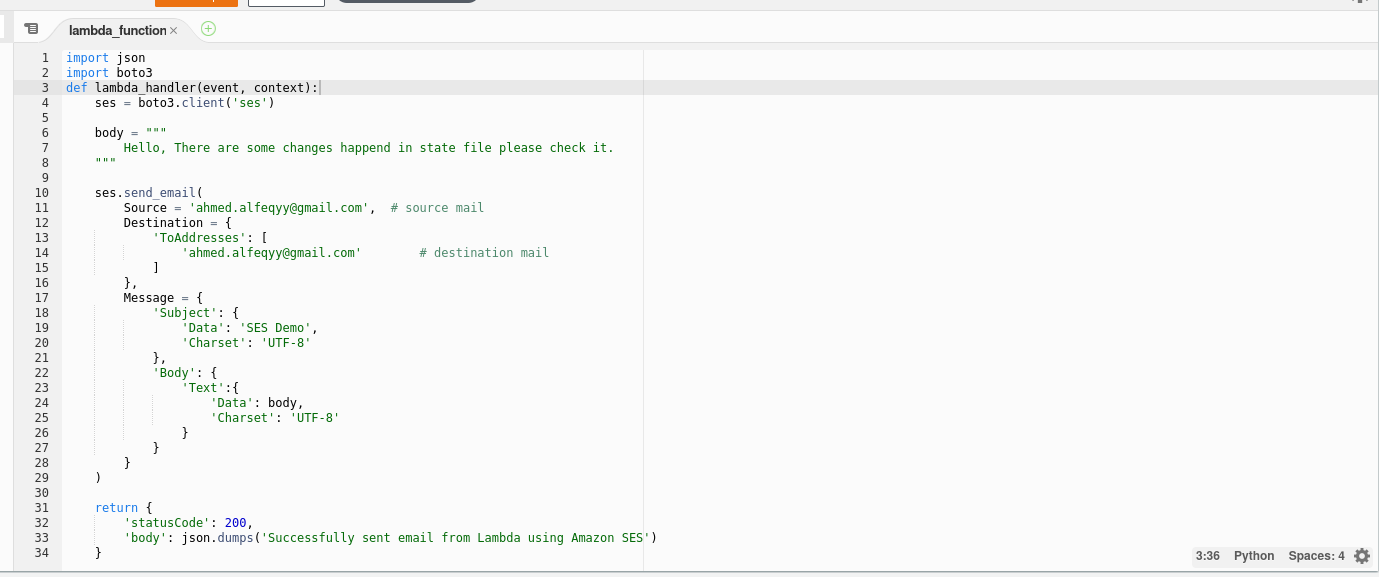 lambda_function ×
1 import json
2 import boto3
3 def lambda_handler(event, context):
4     ses = boto3.client('ses')
5
6     body = """
7         Hello, There are some changes happend in state file please check it.
8     """
9
10     ses.send_email(
11         Source = 'ahmed.alfeqyy@gmail.com',  # source mail
12         Destination = {
13             'ToAddresses': [
14                 'ahmed.alfeqyy@gmail.com'        # destination mail
15             ]
16         },
17         Message = {
18             'Subject': {
19                 'Data': 'SES Demo',
20                 'Charset': 'UTF-8'
21             },
22             'Body': {
23                 'Text':{
24                     'Data': body,
25                     'Charset': 'UTF-8'
26                 }
27             }
28         }
29     )
30
31     return {
32         'statusCode': 200,
33         'body': json.dumps('Successfully sent email from Lambda using Amazon SES')
34     }
3:36 Python Spaces: 4